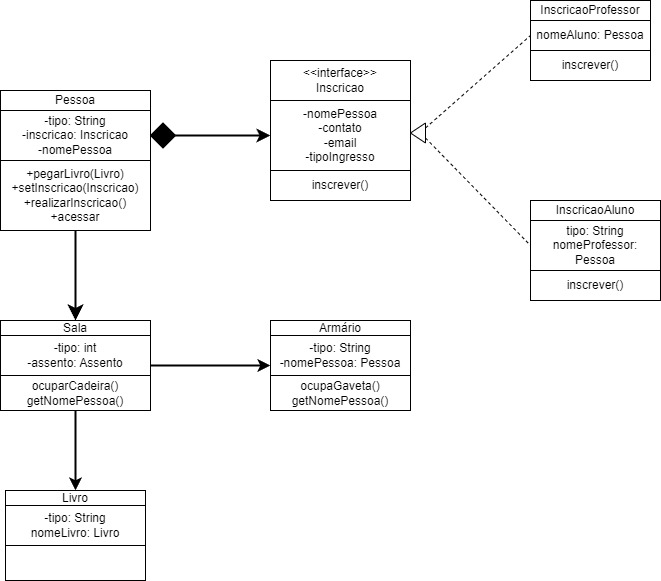 InscricaoProfessor
nomeAluno: Pessoa
inscrever()
<<interface>>
Inscricao
-nomePessoa
-contato
-email
-tipoIngresso
inscrever()
Pessoa
-tipo: String
-inscricao: Inscricao
-nomePessoa
+pegarLivro(Livro)
+setInscricao(Inscricao)
+realizarInscricao()
+acessar
InscricaoAluno
tipo: String
nomeProfessor:
Pessoa
inscrever()
Sala
-tipo: int
-assento: Assento
ocuparCadeira()
getNomePessoa()
Armário
-tipo: String
-nomePessoa: Pessoa
ocupaGaveta()
getNomePessoa()
Livro
-tipo: String
nomeLivro: Livro